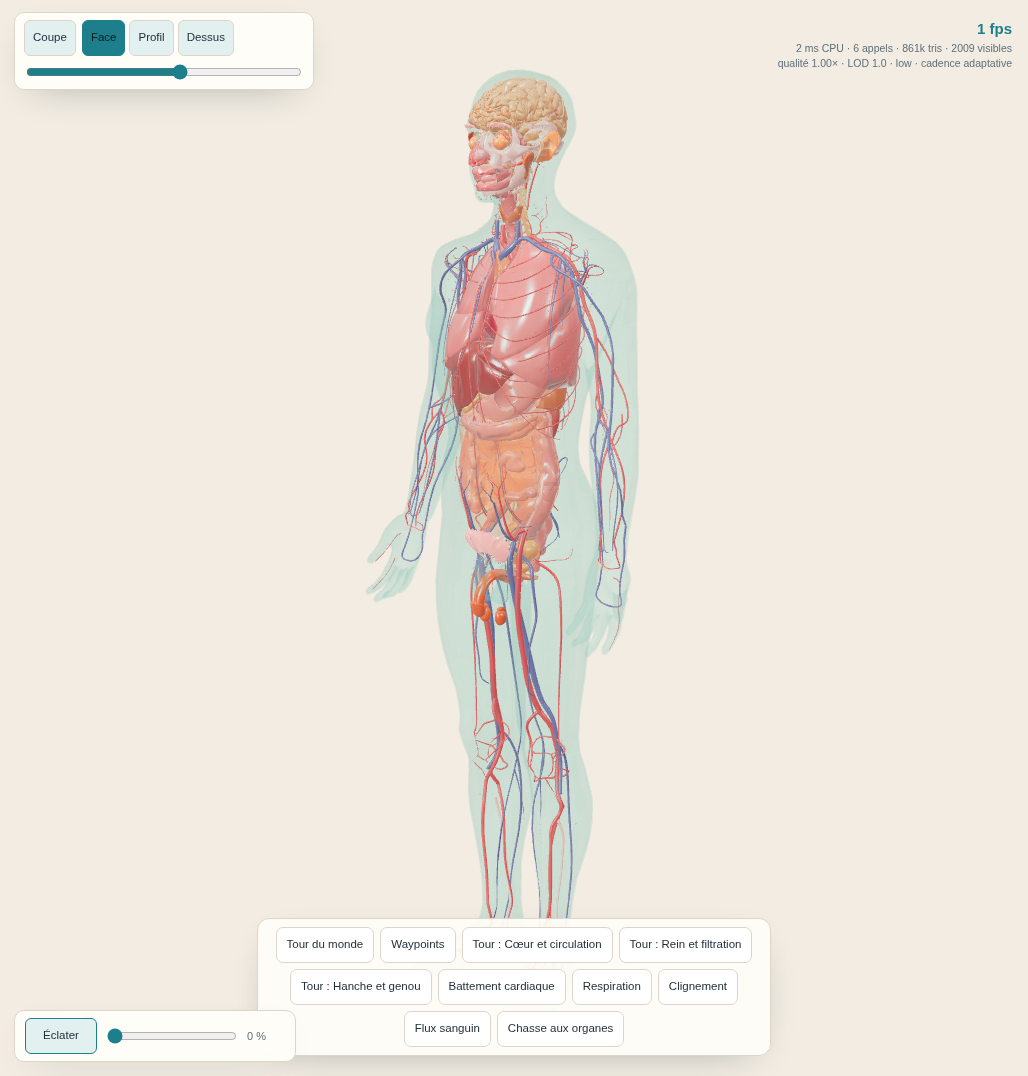 Coupe Face Profil Dessus
1 fps
2 ms CPU · 6 appels · 861k tris · 2009 visibles
qualité 1.00× · LOD 1.0 · low · cadence adaptative
Tour du monde Waypoints Tour : Cœur et circulation Tour : Rein et filtration
Tour : Hanche et genou Battement cardiaque Respiration Clignement
Flux sanguin Chasse aux organes
Éclater 0 %